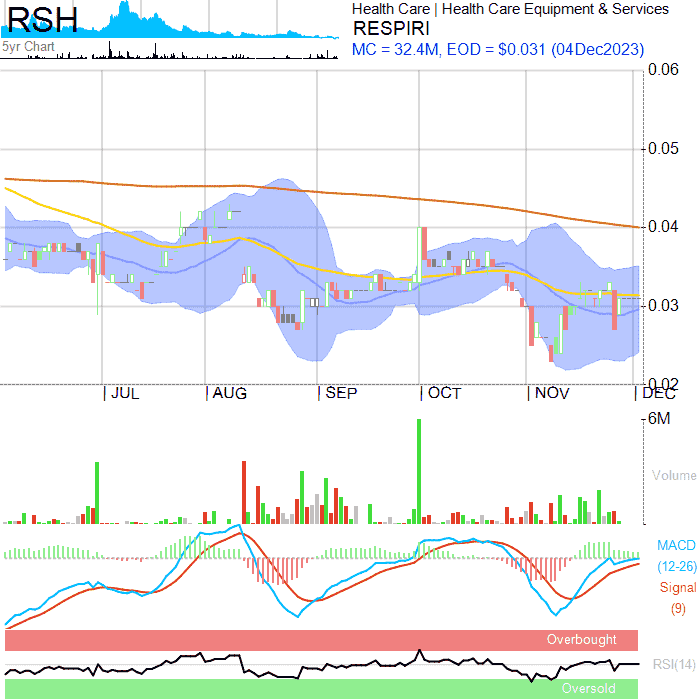 RSH
Health Care | Health Care Equipment & Services
RESPIRI
5yr Chart
MC = 32.4M, EOD = $0.031 (04Dec2023)
0.06
0.05
0.04
0.03
0.02
JUL AUG SEP OCT NOV DEC
6M
Volume
MACD
(12-26)
Signal
(9)
Overbought
RSI(14)
Oversold